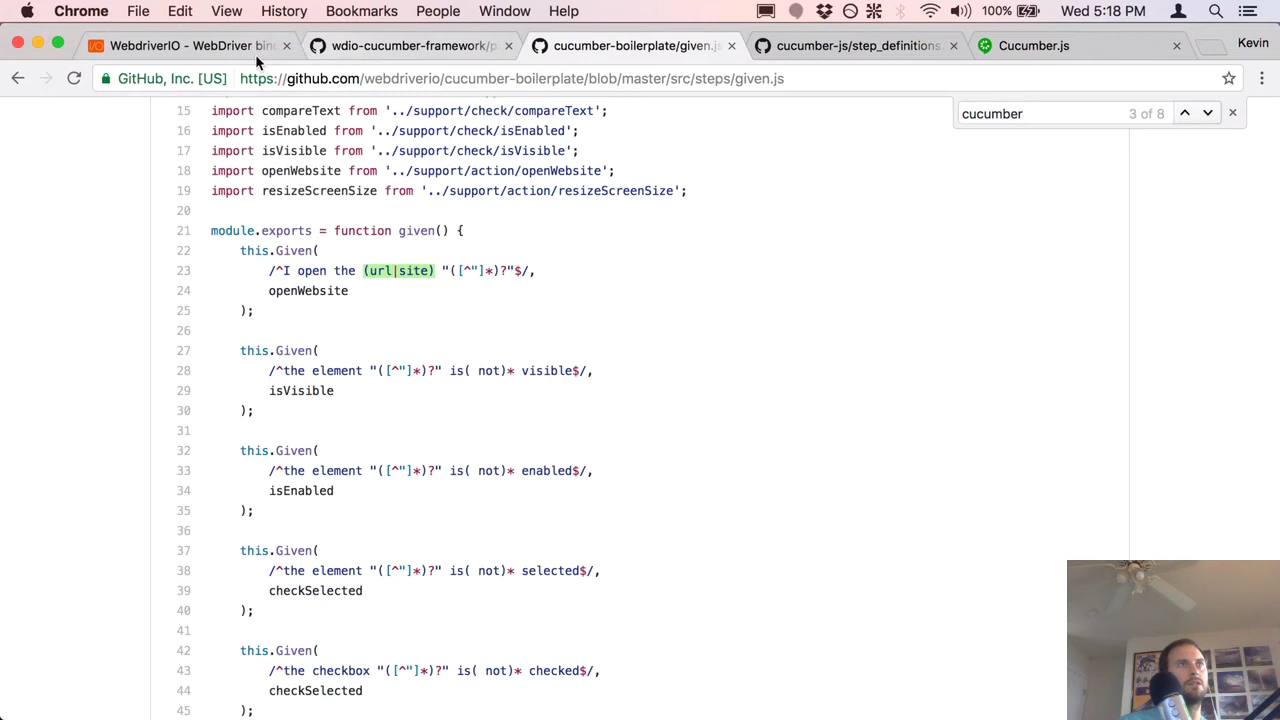 Chrome File Edit View History Bookmarks People Window Help 100% Wed 5:18 PM
WebdriverIO - WebDriver bin
wdio-cucumber-framework/p
cucumber-boilerplate/given.js
cucumber-js/step_definitions.
Cucumber.js
Kevin
GitHub, Inc. [US] https://github.com/webdriverio/cucumber-boilerplate/blob/master/src/steps/given.js
cucumber 3 of 8
15 import compareText from '../support/check/compareText';
16 import isEnabled from '../support/check/isEnabled';
17 import isVisible from '../support/check/isVisible';
18 import openWebsite from '../support/action/openWebsite';
19 import resizeScreenSize from '../support/action/resizeScreenSize';
20
21 module.exports = function given() {
22 this.Given(
23 /^I open the (url|site) "([^"]*)?"$/,
24 openWebsite
25 );
26
27 this.Given(
28 /^the element "([^"]*)?" is( not)* visible$/,
29 isVisible
30 );
31
32 this.Given(
33 /^the element "([^"]*)?" is( not)* enabled$/,
34 isEnabled
35 );
36
37 this.Given(
38 /^the element "([^"]*)?" is( not)* selected$/,
39 checkSelected
40 );
41
42 this.Given(
43 /^the checkbox "([^"]*)?" is( not)* checked$/,
44 checkSelected
45 );